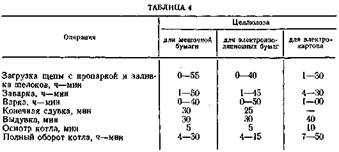 ТАБЛИЦА 4
Целлюлоза
Операция
для мешочной бумаги
для электроизоляционных бумаг
для электрокартона
Загрузка щепы с пропаркой и заливка щелоков, ч—мин 0—55 0—40 1—30
Заварка, ч—мин 1—50 1—45 4—30
Варка, ч—мин 0—40 0—50 1—00
Конечная сдувка, мин 30 25 —
Выдувка, мин 30 30 40
Осмотр котла, мин 5 5 10
Полный оборот котла, ч—мин 4—30 4—15 7—50